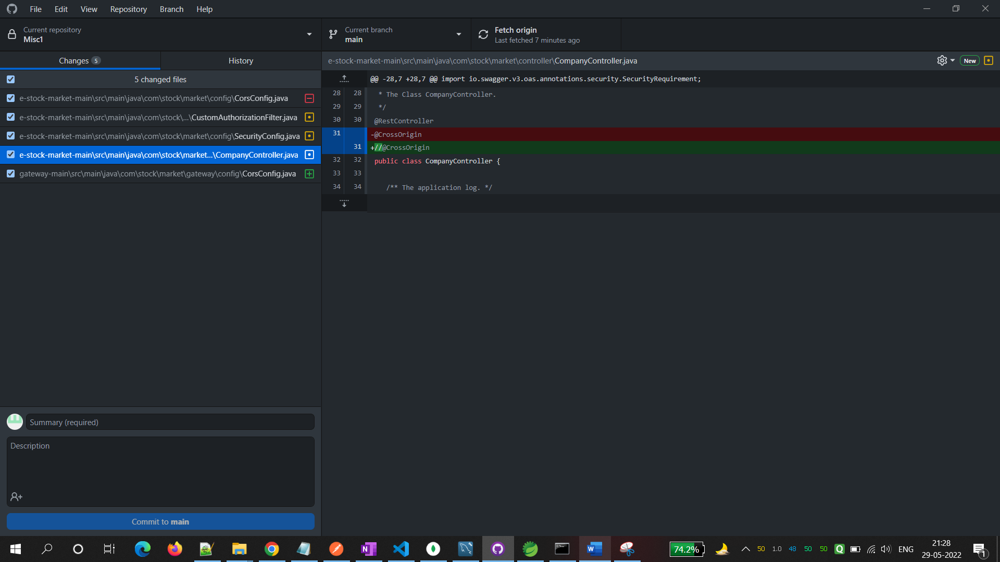 File Edit View Repository Branch Help
Current repository
Misc1
Current branch
main
Fetch origin
Last fetched 7 minutes ago
Changes 5
History
5 changed files
e-stock-market-main\src\main\java\com\stock\market\config\CorsConfig.java
e-stock-market-main\src\main\java\com\stock\...\CustomAuthorizationFilter.java
e-stock-market-main\src\main\java\com\stock\market\config\SecurityConfig.java
e-stock-market-main\src\main\java\com\stock\market...\CompanyController.java
gateway-main\src\main\java\com\stock\market\gateway\config\CorsConfig.java
Summary (required)
Description
Commit to main
e-stock-market-main\src\main\java\com\stock\market\controller\CompanyController.java
New
@@ -28,7 +28,7 @@ import io.swagger.v3.oas.annotations.security.SecurityRequirement;
28 28 * The Class CompanyController.
29 29 */
30 30 @RestController
31 -@CrossOrigin
31 +//@CrossOrigin
32 32 public class CompanyController {
33 33
34 34 /** The application log. */
74.2% 50 1.0 48 50 50 Q ENG
21:28
29-05-2022
1